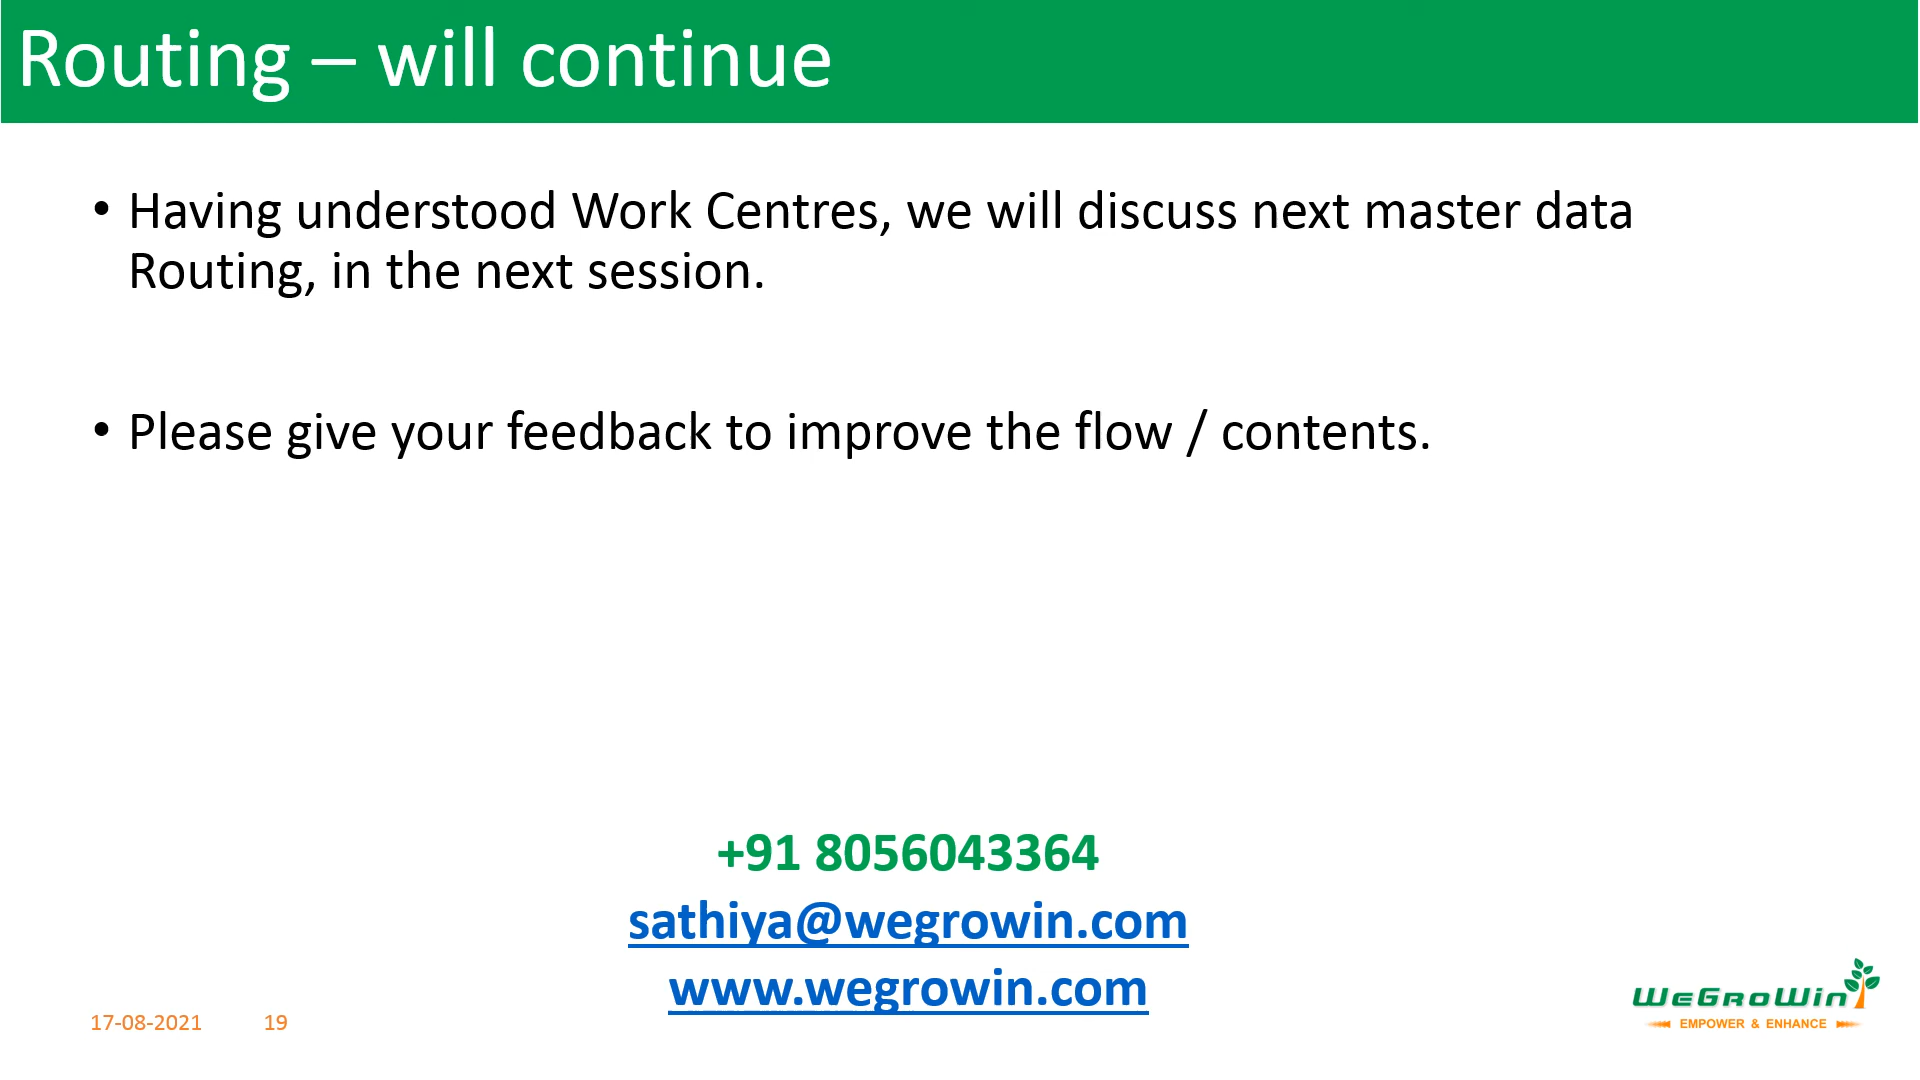 Routing – will continue
• Having understood Work Centres, we will discuss next master data
Routing, in the next session.
• Please give your feedback to improve the flow / contents.
+91 8056043364
sathiya@wegrowin.com
www.wegrowin.com
17-08-2021 19
WeGroWin
EMPOWER & ENHANCE